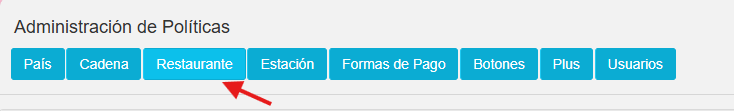 Administración de Políticas
País Cadena Restaurante Estación Formas de Pago Botones Plus Usuarios